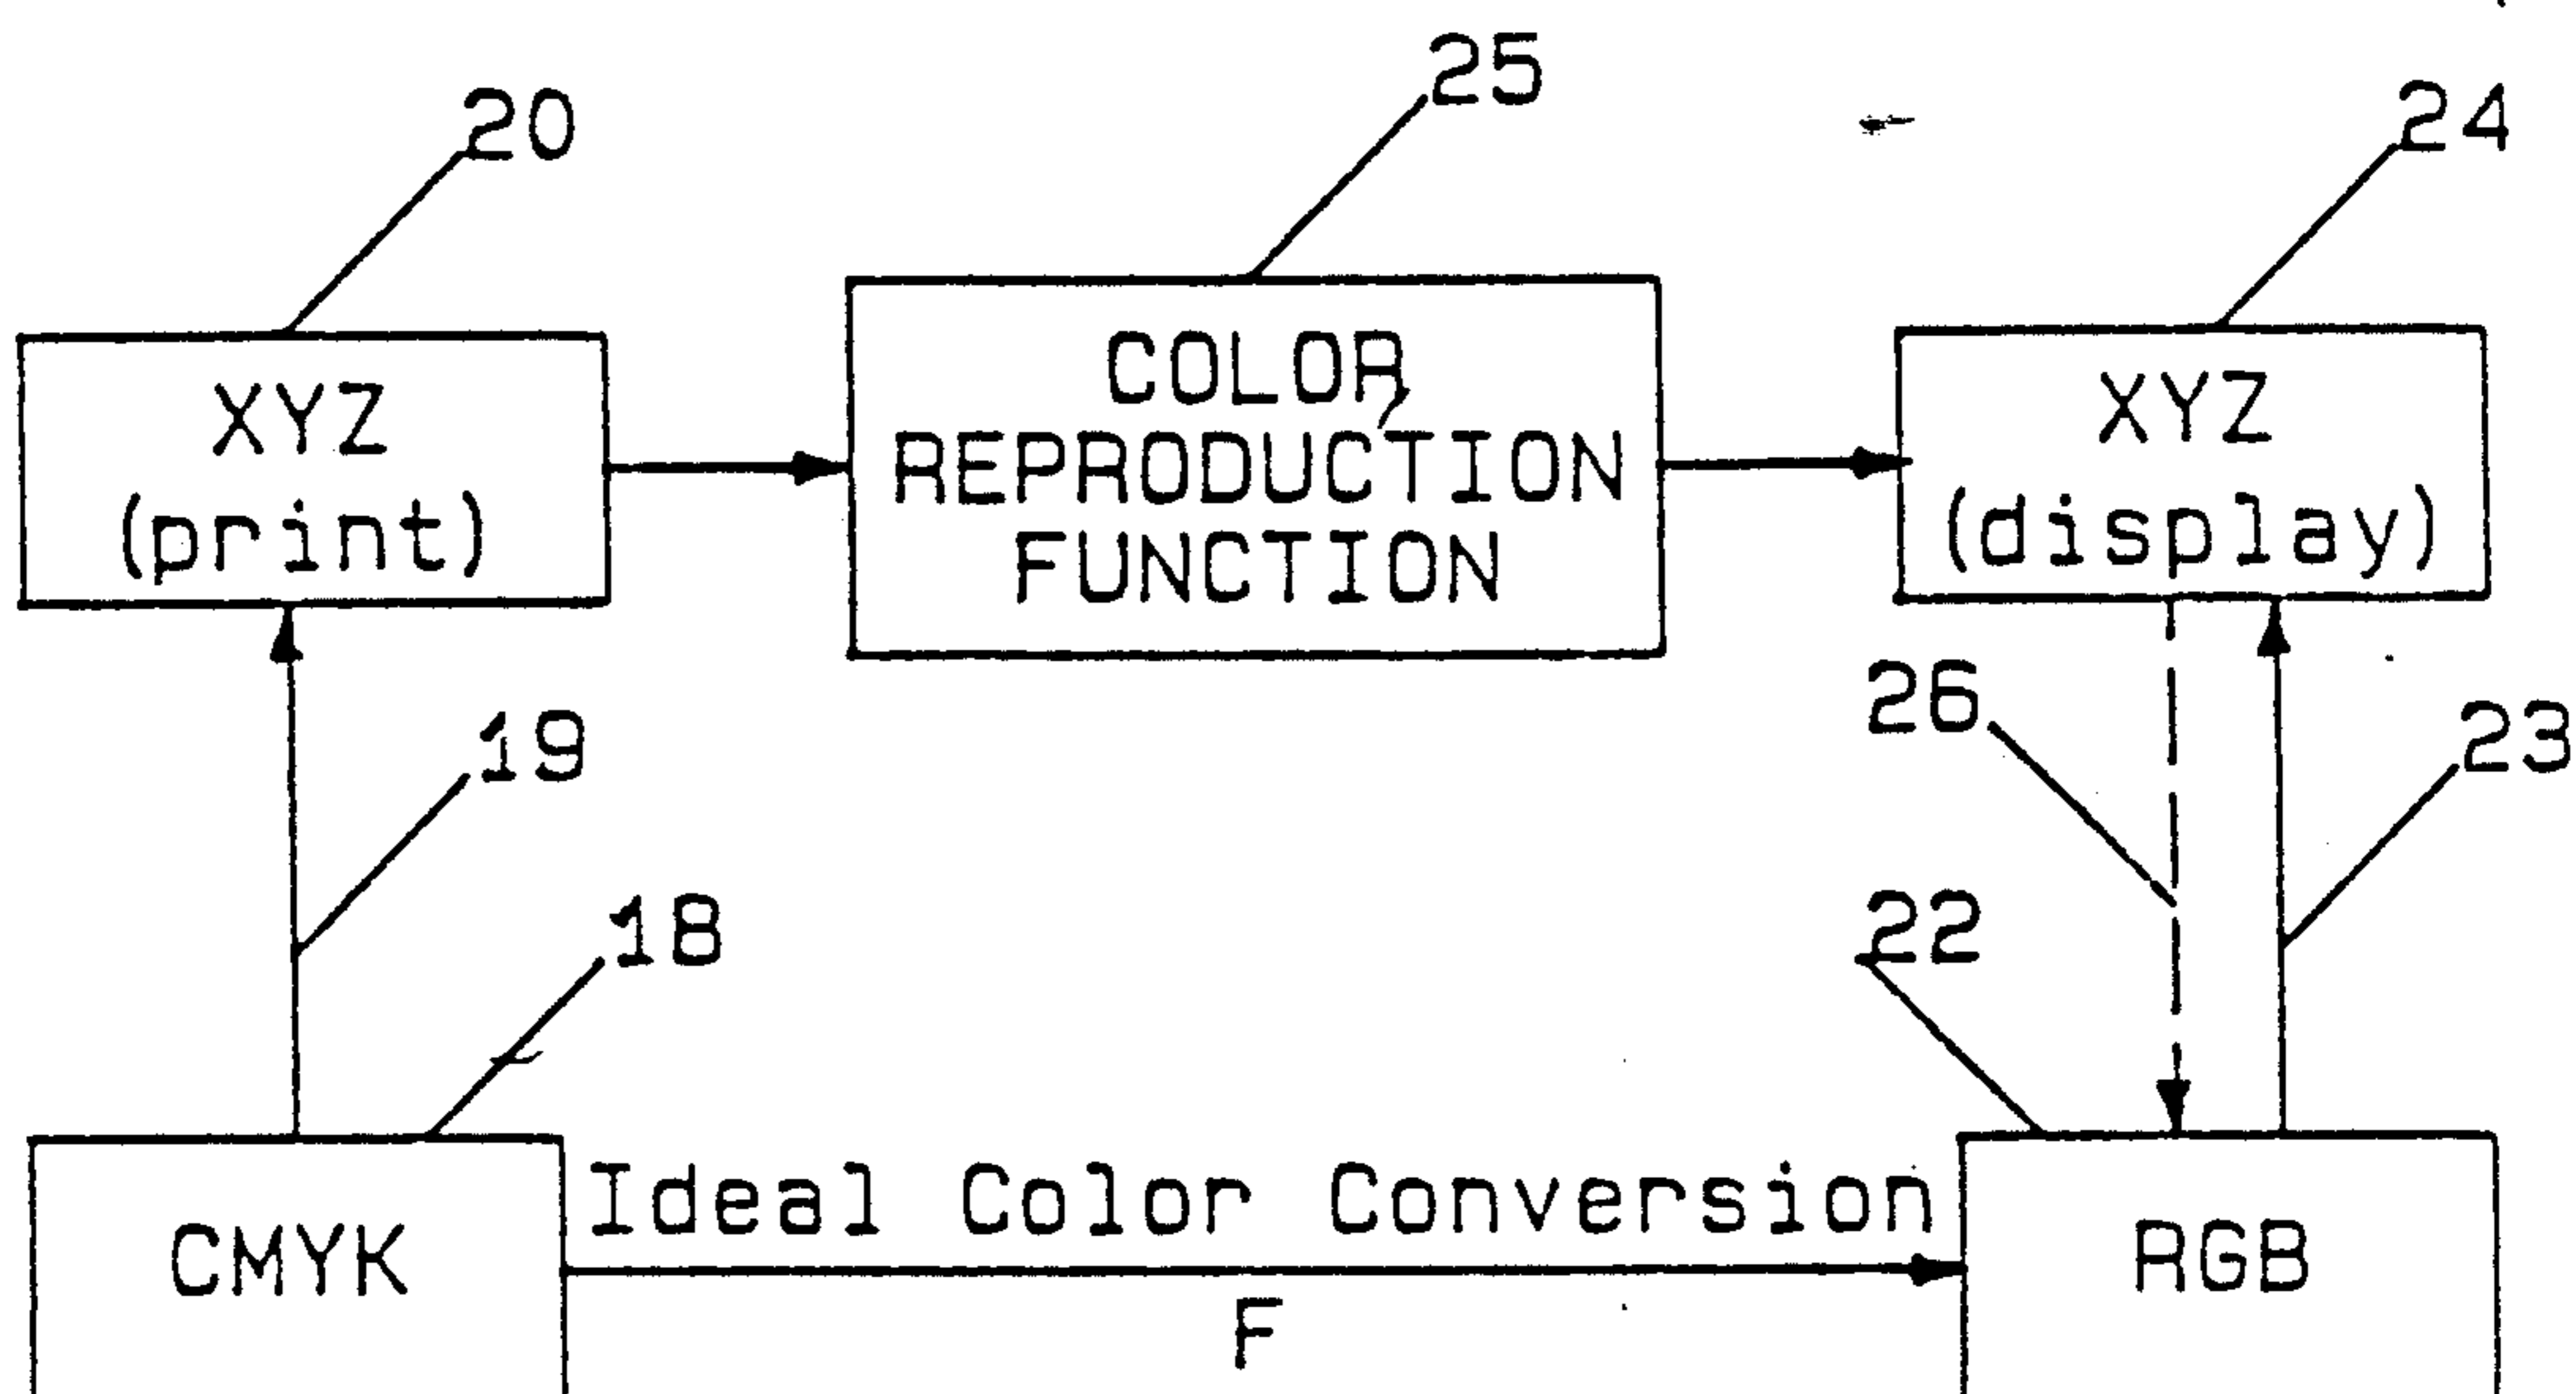 25
20
24
COLOR
REPRODUCTION
FUNCTION
XYZ
(print)
XYZ
(display)
26
23
19
18
22
Ideal Color Conversion
CMYK
RGB
F